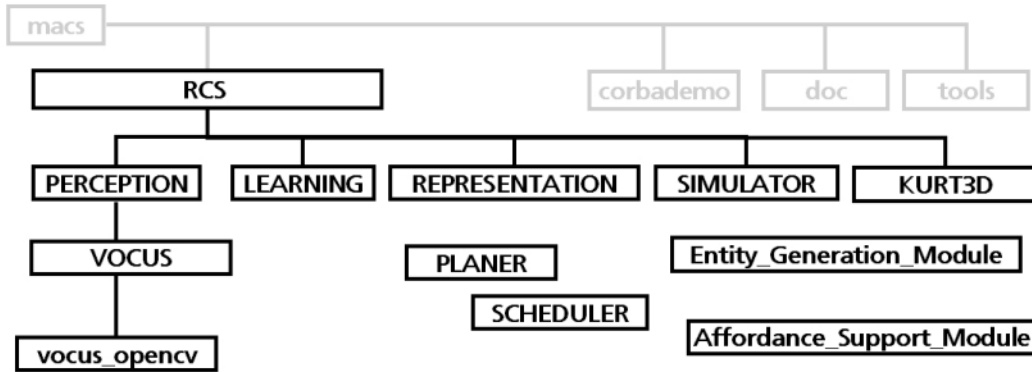 macs
RCS
corbademo
doc
tools
PERCEPTION
LEARNING
REPRESENTATION
SIMULATOR
KURT3D
VOCUS
PLANER
Entity_Generation_Module
SCHEDULER
Affordance_Support_Module
vocus_opencv